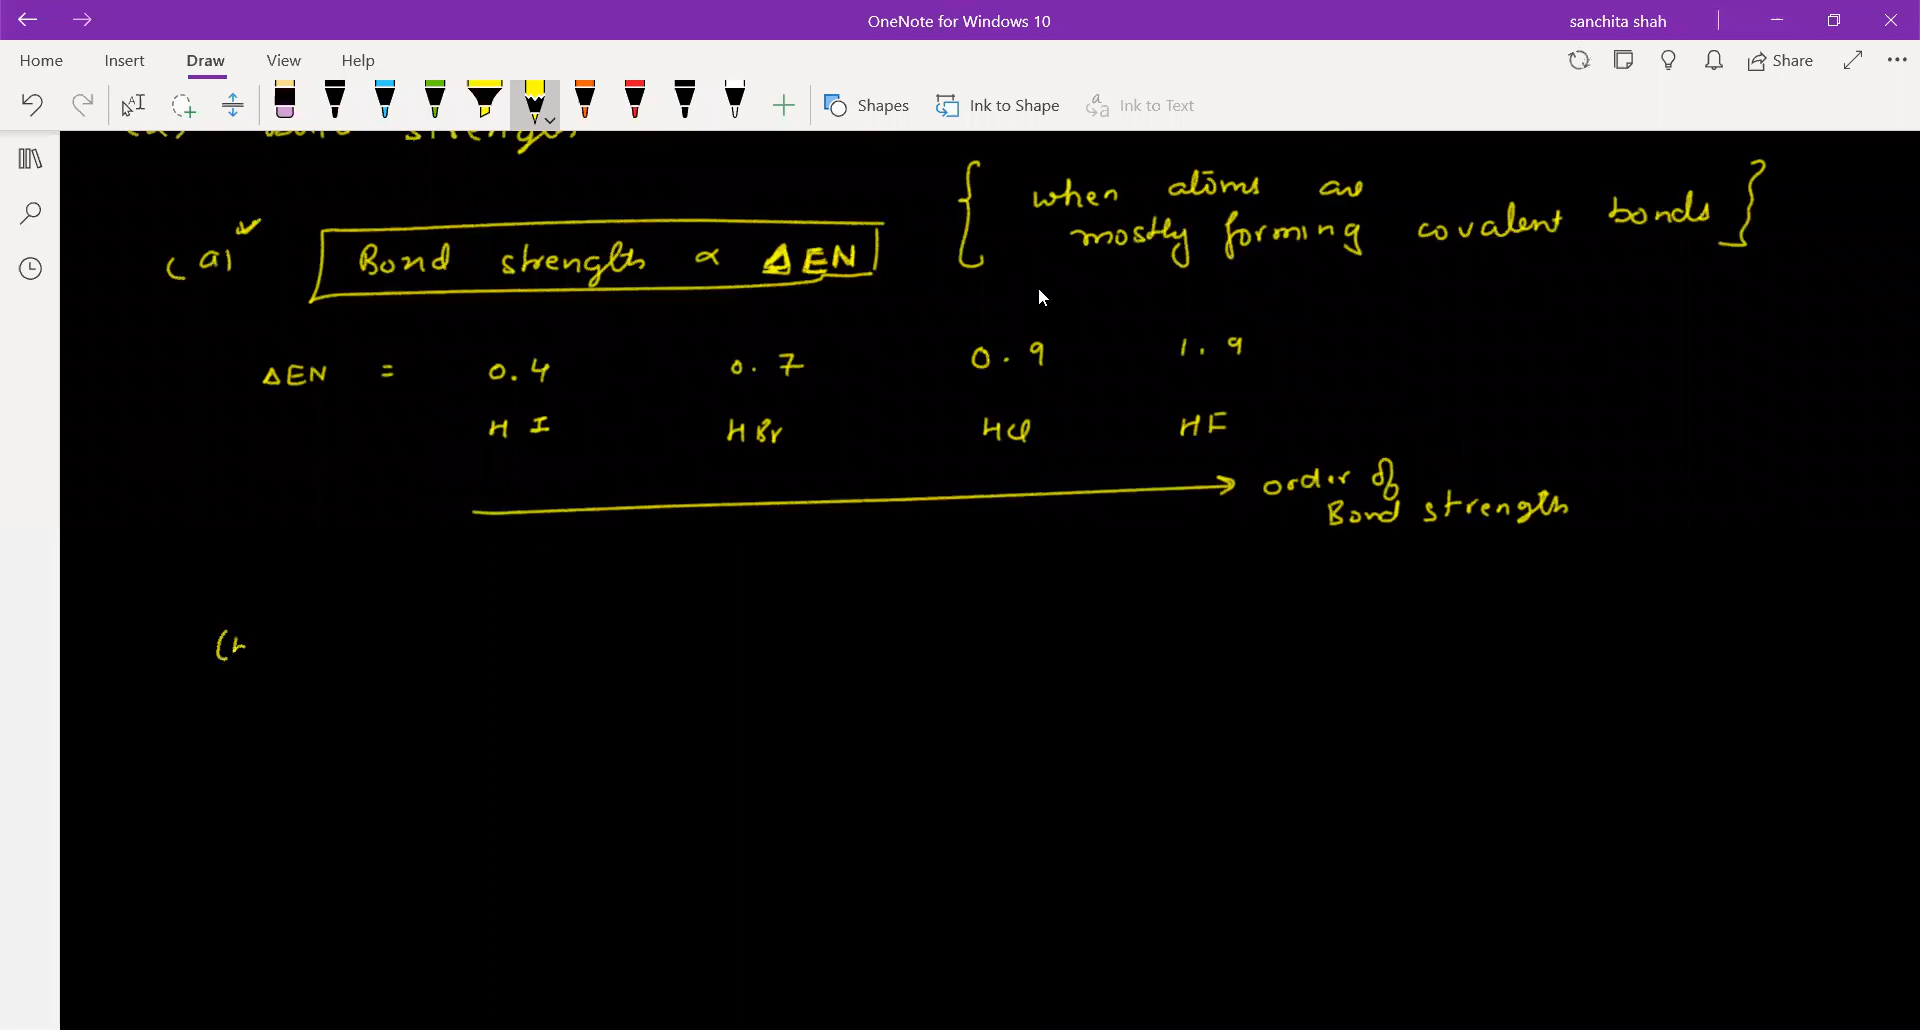 OneNote for Windows 10
sanchita shah
Home Insert Draw View Help
Share
Shapes Ink to Shape Ink to Text
strength
(a) Bond strength ∝ ΔEN
{ when atoms are
mostly forming covalent bonds }
ΔEN = 0.4 0.7 0.9 1.9
HI HBr HCl HF
order of
Bond strength